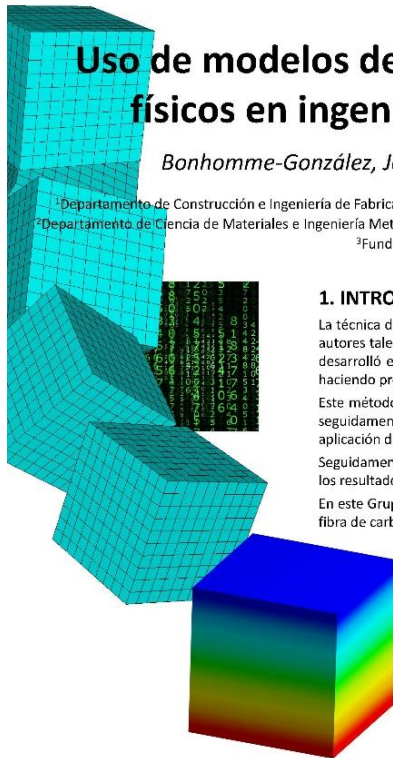 Uso de modelos de
físicos en ingen
Bonhomme-González, J
¹Departamento de Construcción e Ingeniería de Fabrica
²Departamento de Ciencia de Materiales e Ingeniería Met
³Fund
1. INTRO
La técnica d
autores tale
desarrolló e
haciendo pr
Este método
seguidamen
aplicación d
Seguidamen
los resultad
En este Grup
fibra de carb